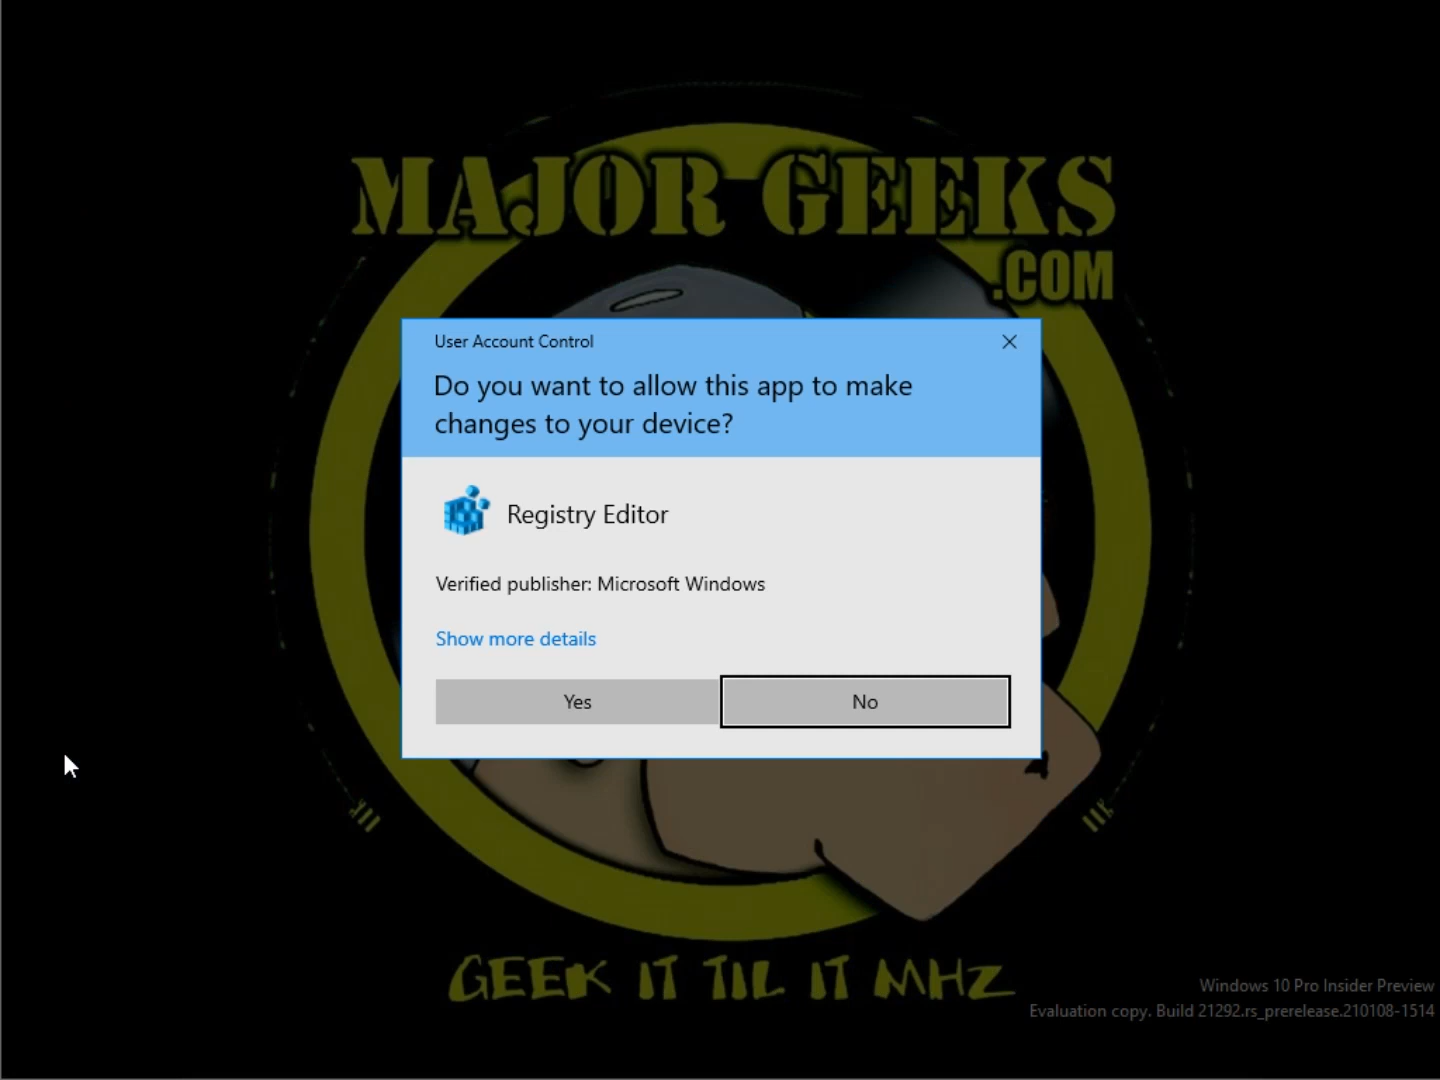 MAJOR GEEKS
.COM
User Account Control
Do you want to allow this app to make
changes to your device?
Registry Editor
Verified publisher: Microsoft Windows
Show more details
Yes
No
GEEK IT TIL IT MHZ
Windows 10 Pro Insider Preview
Evaluation copy. Build 21292.rs_prerelease.210108-1514